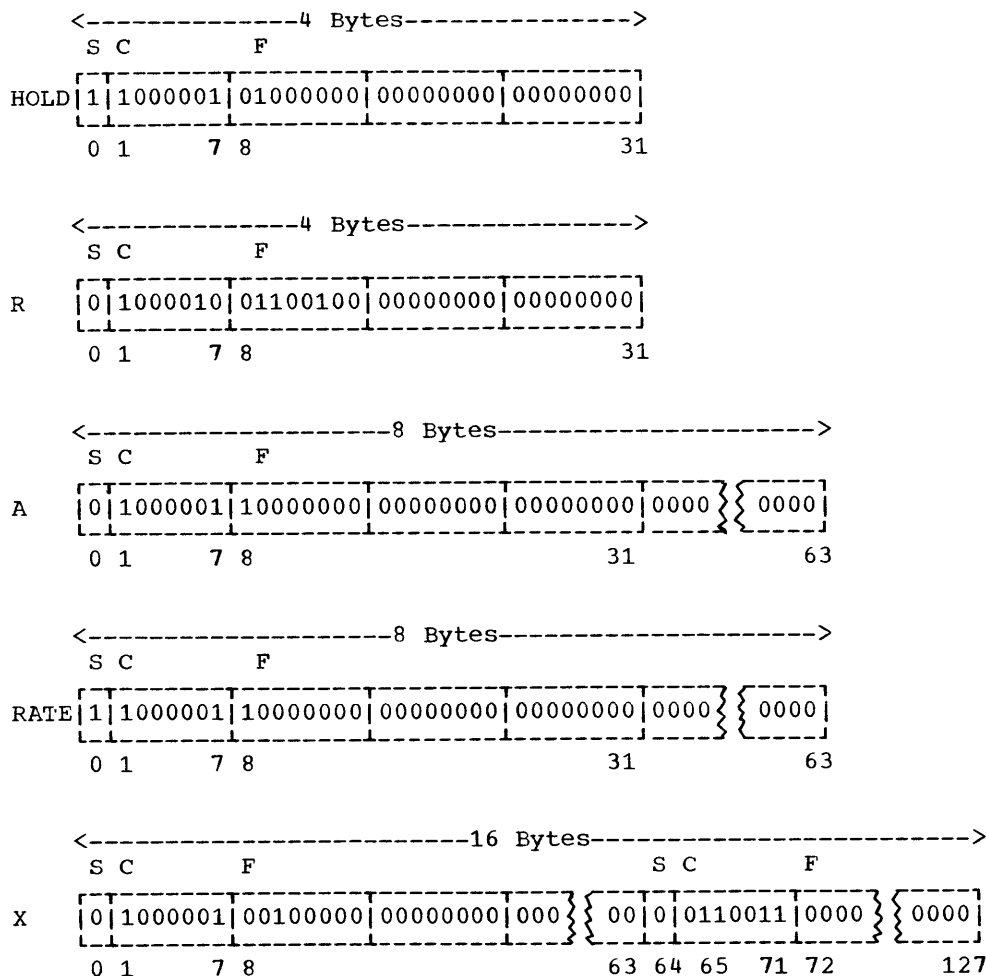 <--------------4 Bytes-------------->
S C F
HOLD|1|1000001|01000000|00000000|00000000|
0 1 7 8 31
<--------------4 Bytes-------------->
S C F
R |0|1000010|01100100|00000000|00000000|
0 1 7 8 31
<--------------------8 Bytes--------------------->
S C F
A |0|1000001|10000000|00000000|00000000|0000 0000|
0 1 7 8 31 63
<--------------------8 Bytes--------------------->
S C F
RATE|1|1000001|10000000|00000000|00000000|0000 0000|
0 1 7 8 31 63
<-------------------------16 Bytes------------------------->
S C F S C F
X |0|1000001|00100000|00000000|000 00|0|0110011|0000 0000|
0 1 7 8 63 64 65 71 72 127